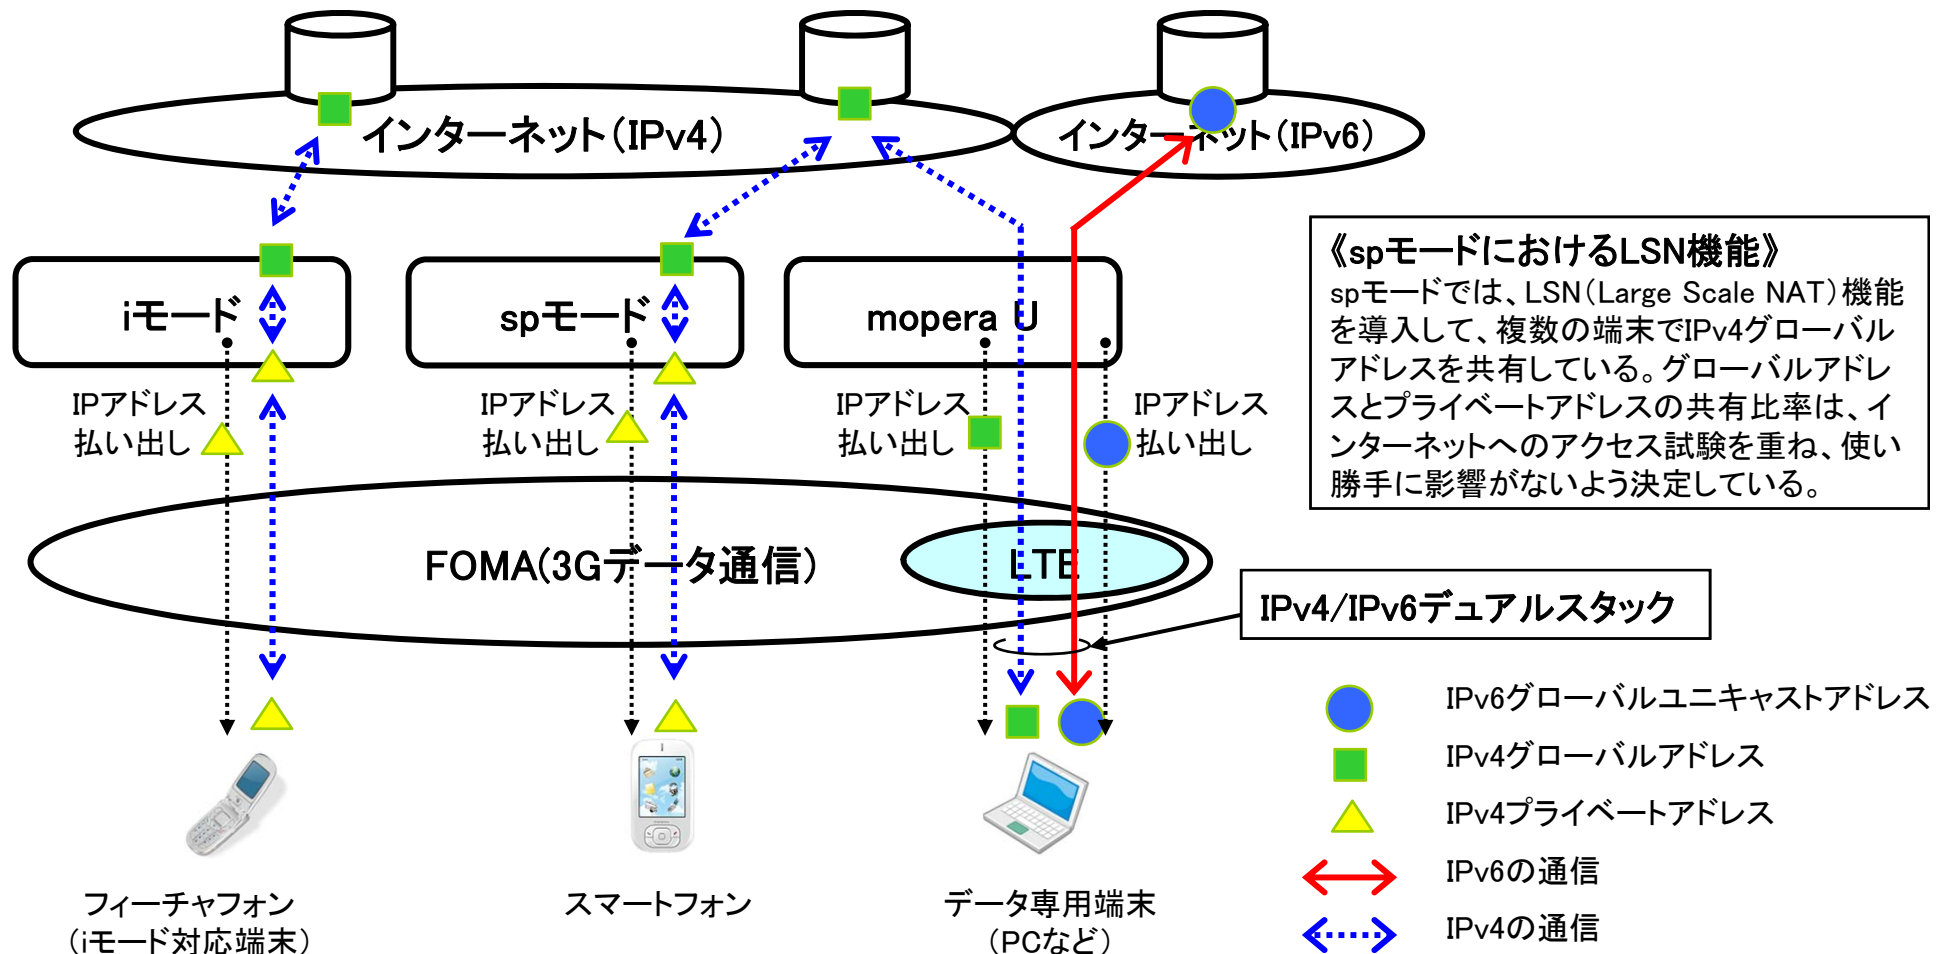 インターネット(IPv4)
インターネット(IPv6)
iモード
spモード
mopera U
《spモードにおけるLSN機能》
spモードでは、LSN(Large Scale NAT)機能
を導入して、複数の端末でIPv4グローバル
アドレスを共有している。グローバルアドレ
スとプライベートアドレスの共有比率は、イ
ンターネットへのアクセス試験を重ね、使い
勝手に影響がないよう決定している。
IPアドレス
払い出し
IPアドレス
払い出し
IPアドレス
払い出し
IPアドレス
払い出し
FOMA(3Gデータ通信)
LTE
IPv4/IPv6デュアルスタック
IPv6グローバルユニキャストアドレス
IPv4グローバルアドレス
IPv4プライベートアドレス
IPv6の通信
IPv4の通信
フィーチャフォン
(iモード対応端末)
スマートフォン
データ専用端末
(PCなど)